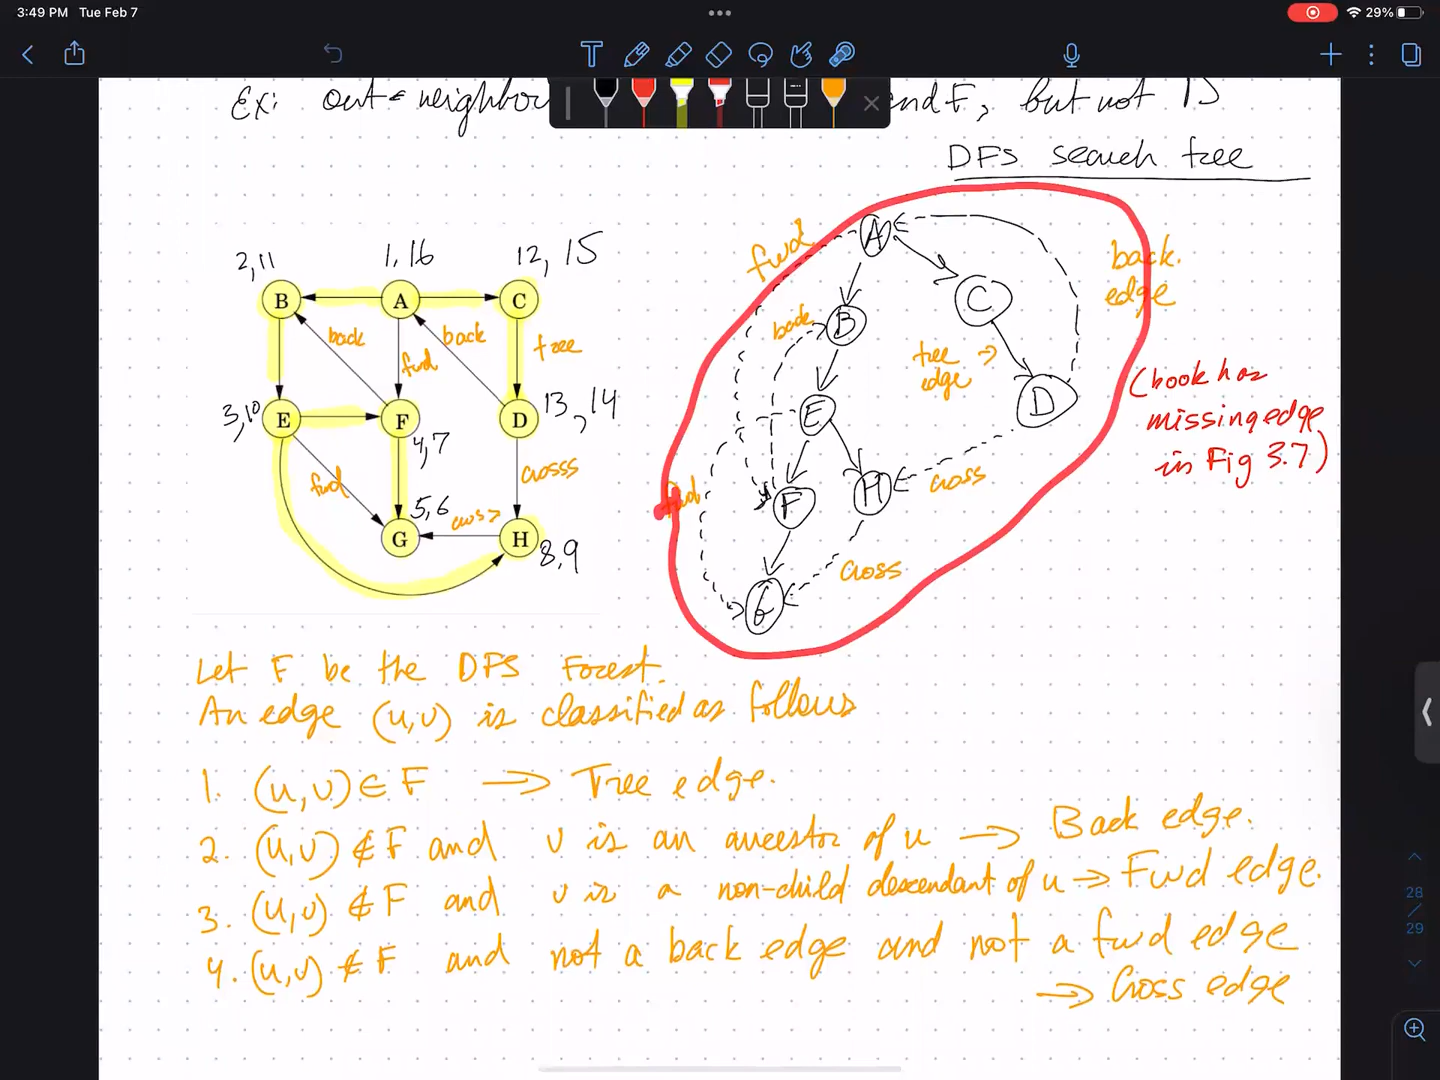 3:49 PM Tue Feb 7
29%
Ex: out-neighbou and F, but not B
DFS search tree
2,11
1,16
12, 15
B
A
C
back
fwd
back
tree
3,10
E
F
4,7
D
13, 14
fwd
crosss
5,6
cross
G
H
8,9
A
fwd
back edge
B
back
C
tree edge
E
D
fwd
F
H
cross
cross
G
(book has
missing edge
in Fig 3.7)
Let F be the DFS Forest.
An edge (u,v) is classified as follows
1. (u,v) ∈ F → Tree edge.
2. (u,v) ∉ F and v is an ancestor of u → Back edge.
3. (u,v) ∉ F and v is a non-child descendant of u → Fwd edge.
4. (u,v) ∉ F and not a back edge and not a fwd edge
→ Cross edge
28
/
29